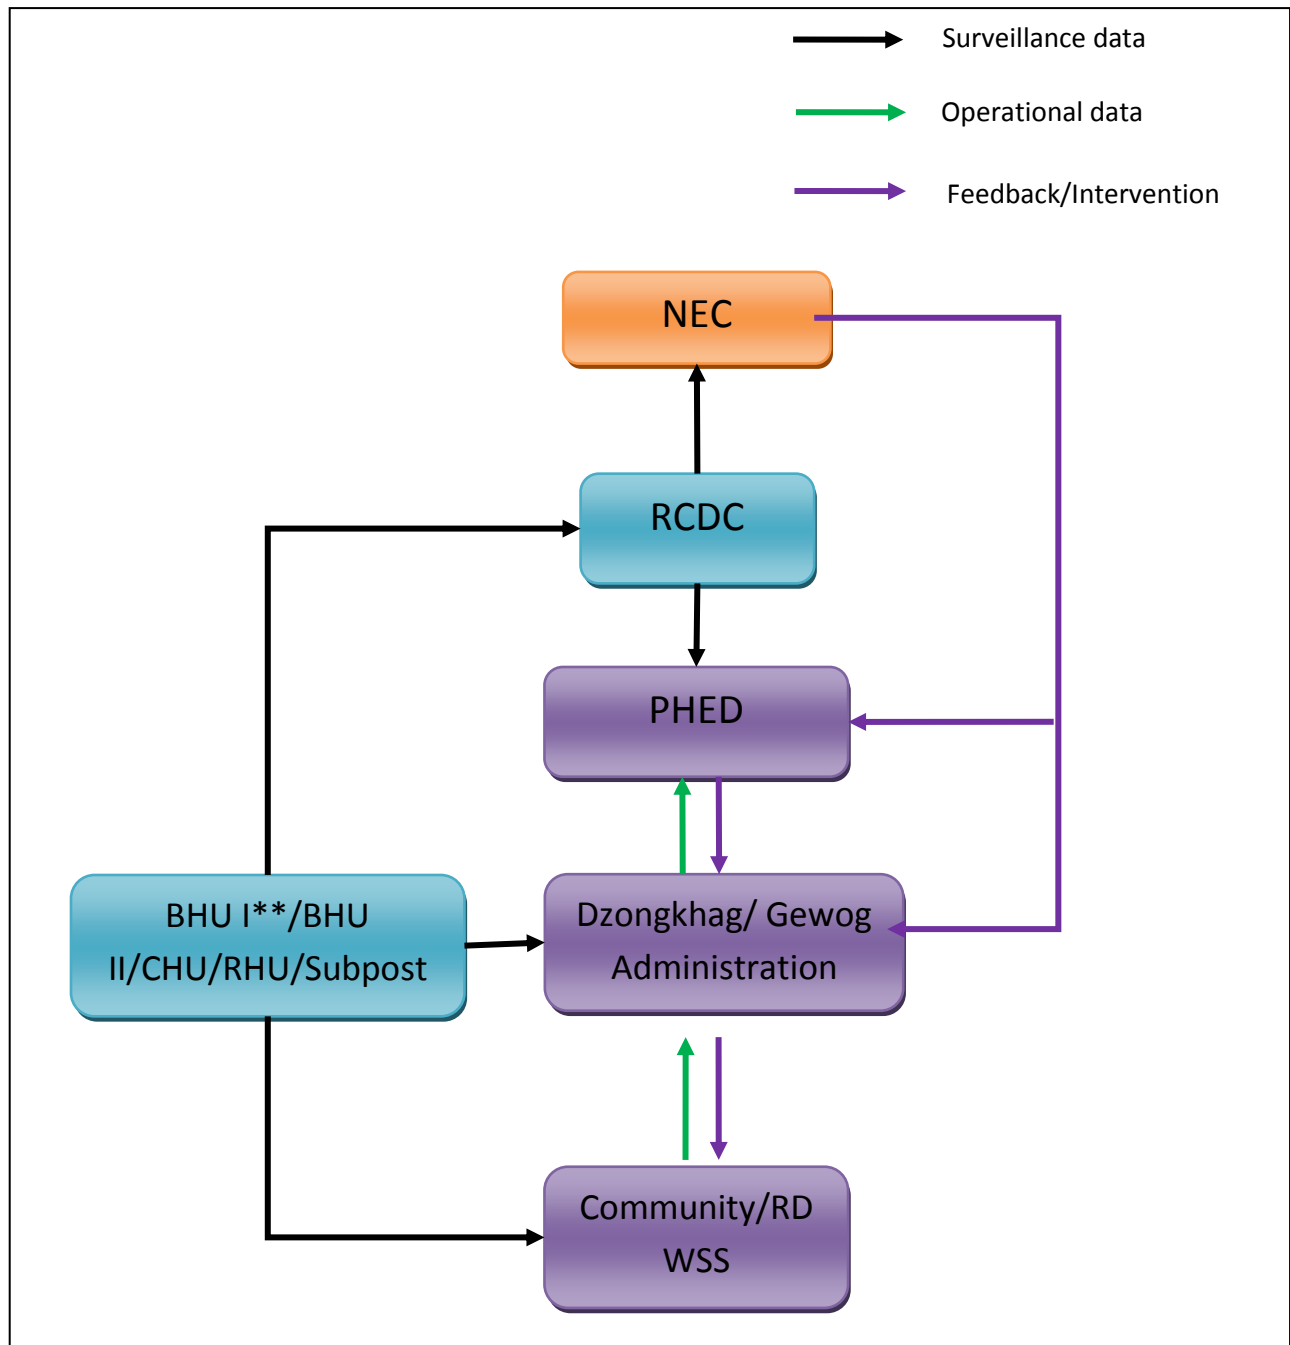 Surveillance data
Operational data
Feedback/Intervention
NEC
RCDC
PHED
BHU I**/BHU
II/CHU/RHU/Subpost
Dzongkhag/ Gewog
Administration
Community/RD
WSS